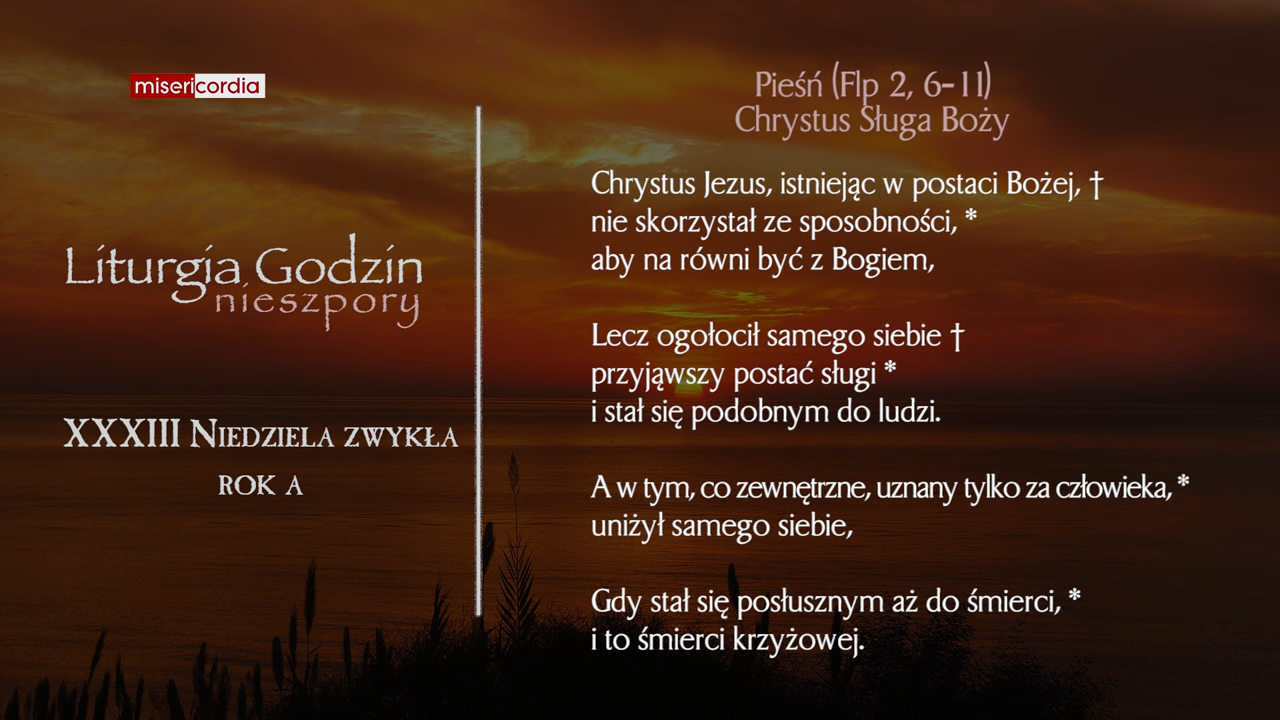 misericordia
Liturgia Godzin
nieszpory
XXXIII Niedziela zwykła
rok A
Pieśń (Flp 2, 6-11)
Chrystus Sługa Boży
Chrystus Jezus, istniejąc w postaci Bożej, †
nie skorzystał ze sposobności, *
aby na równi być z Bogiem,
Lecz ogołocił samego siebie †
przyjąwszy postać sługi *
i stał się podobnym do ludzi.
A w tym, co zewnętrzne, uznany tylko za człowieka, *
uniżył samego siebie,
Gdy stał się posłusznym aż do śmierci, *
i to śmierci krzyżowej.